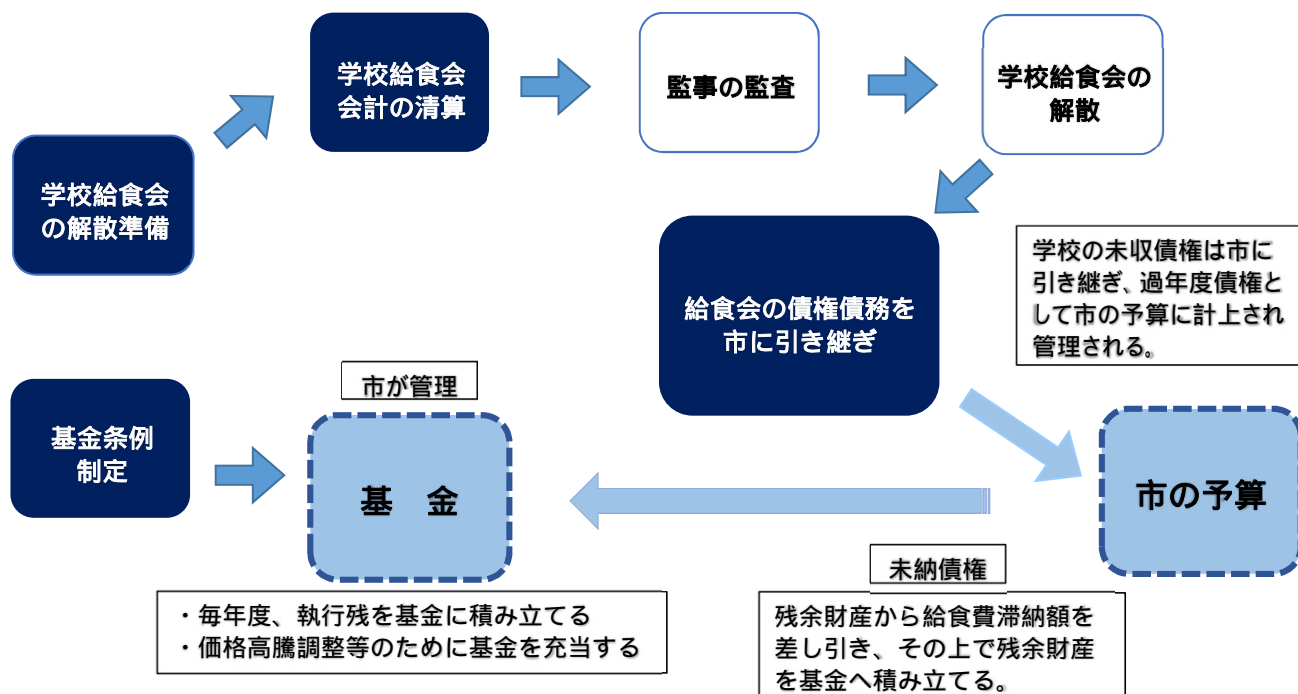 学校給食会
の解散準備
学校給食会
会計の清算
監事の監査
学校給食会の
解散
給食会の債権債務を
市に引き継ぎ
学校の未収債権は市に
引き継ぎ、過年度債権と
して市の予算に計上され
管理される。
基金条例
制定
市が管理
基　金
市の予算
・毎年度、執行残を基金に積み立てる
・価格高騰調整等のために基金を充当する
未納債権
残余財産から給食費滞納額を
差し引き、その上で残余財産
を基金へ積み立てる。